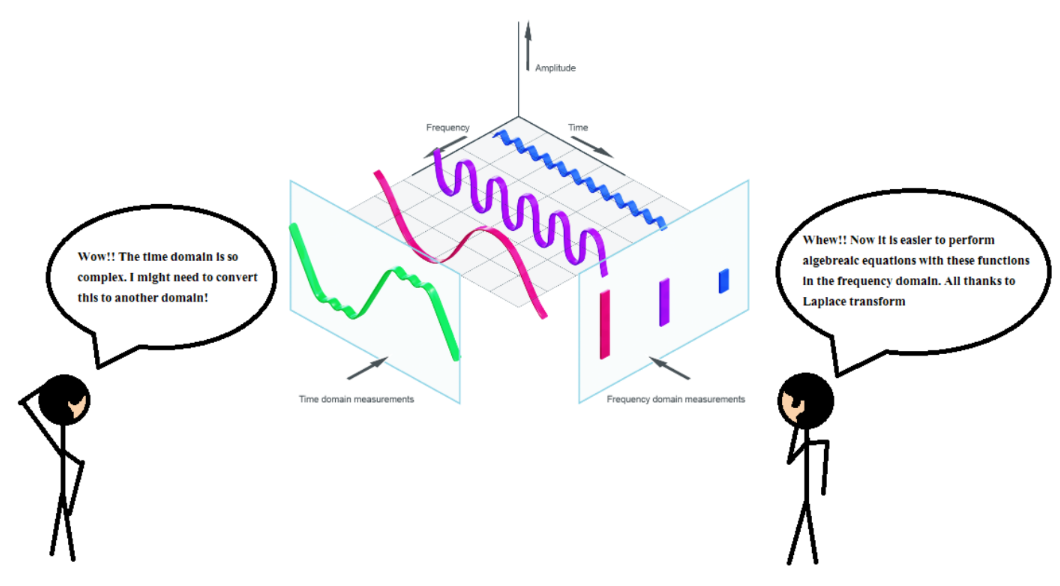 Amplitude
Frequency
Time
Wow!! The time domain is so
complex. I might need to convert
this to another domain!
Whew!! Now it is easier to perform
algebreaic equations with these functions
in the frequency domain. All thanks to
Laplace transform
Time domain measurements
Frequency domain measurements